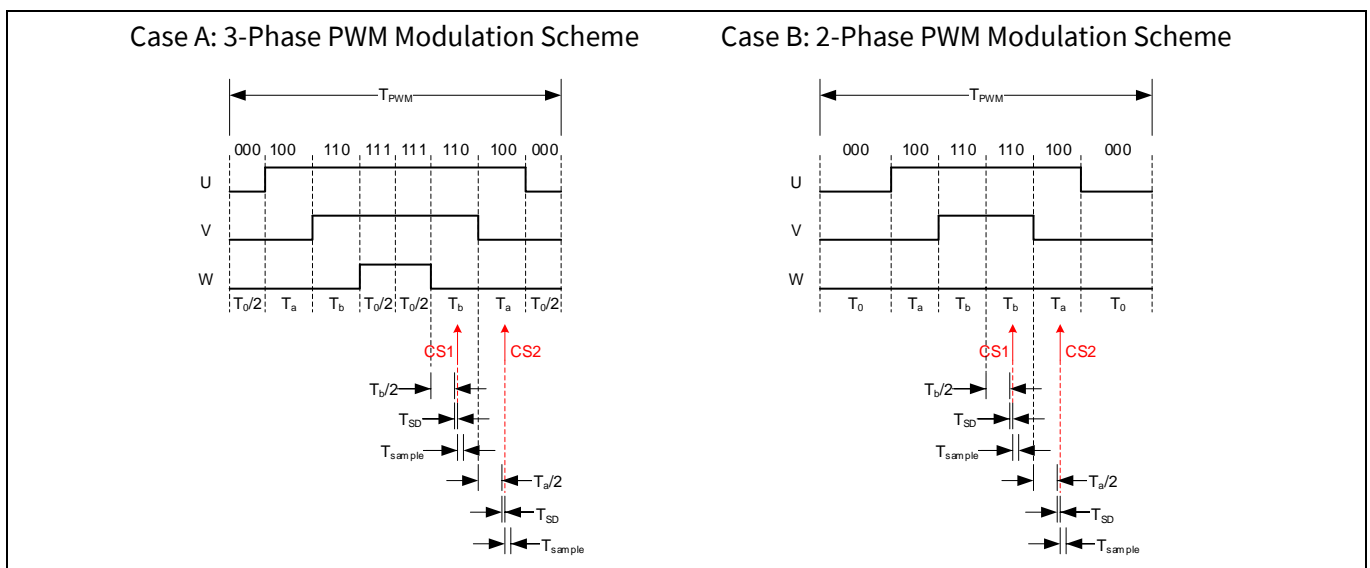 Case A: 3-Phase PWM Modulation Scheme Case B: 2-Phase PWM Modulation Scheme
TPWM TPWM
000 100 110 111 111 110 100 000 000 100 110 110 100 000
U U
V V
W W
T0/2 Ta Tb T0/2 T0/2 Tb Ta T0/2 T0 Ta Tb Tb Ta T0
CS1 CS2 CS1 CS2
Tb/2 Tb/2
TSD TSD
Tsample Tsample
Ta/2 Ta/2
TSD TSD
Tsample Tsample